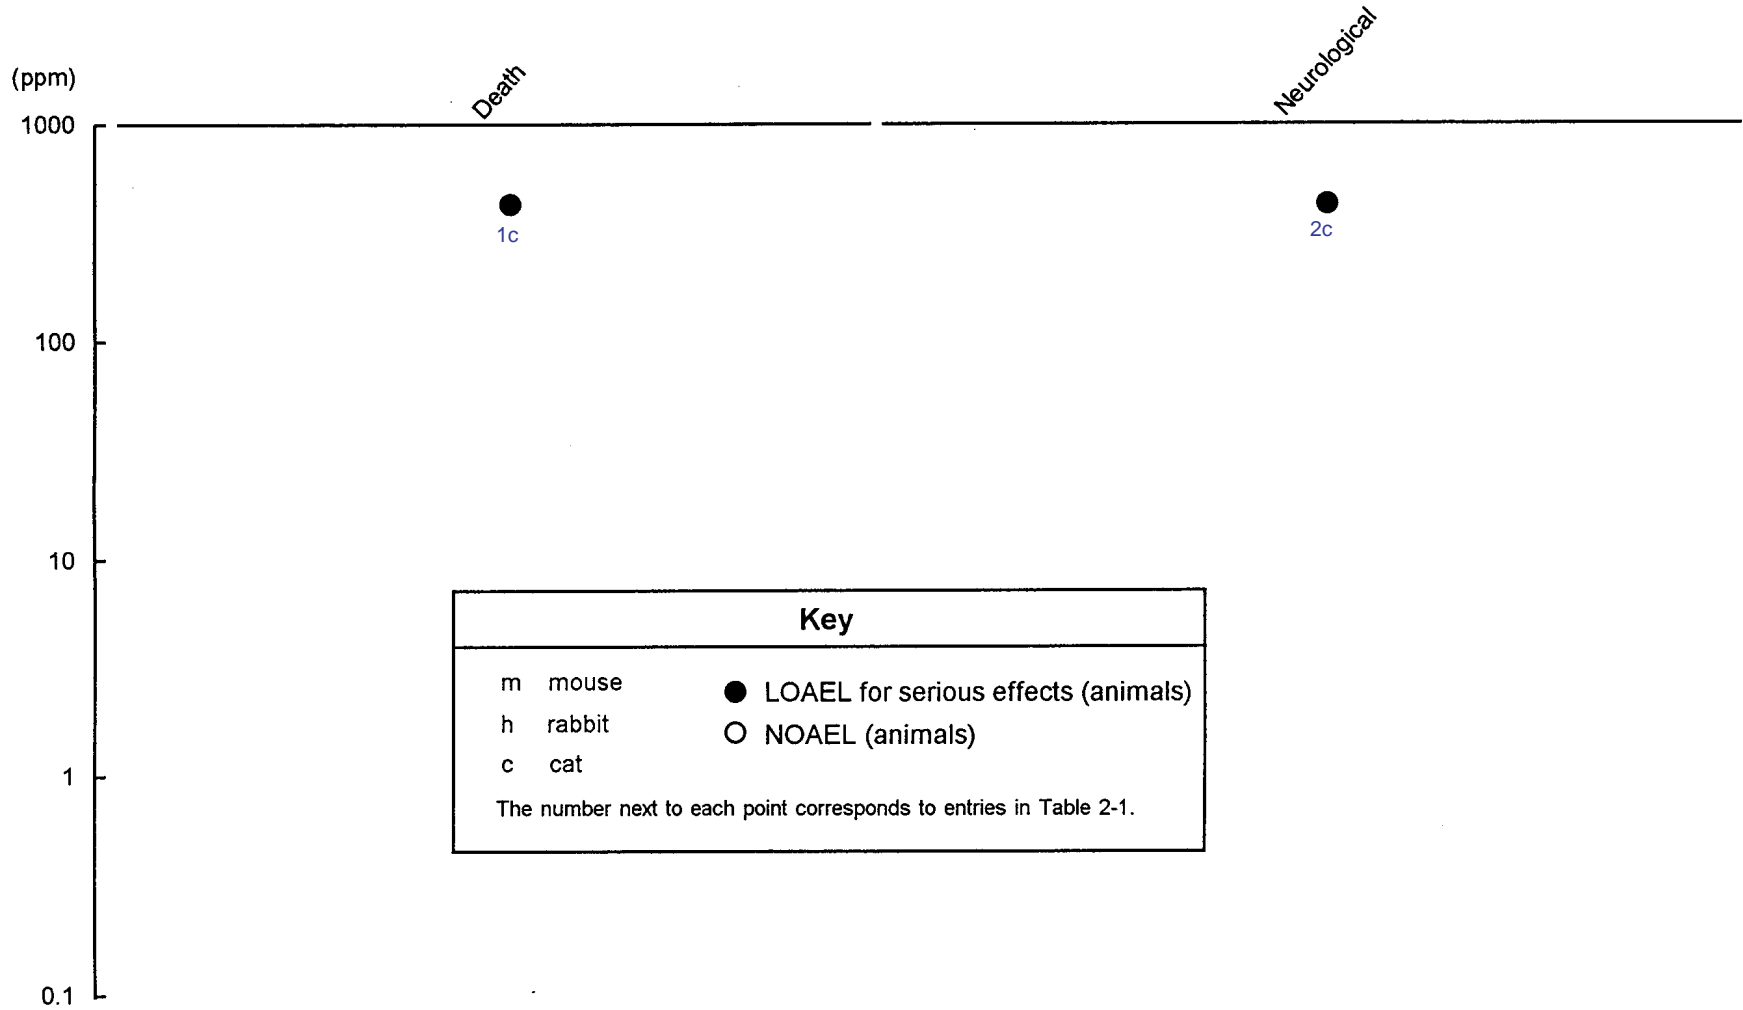 Neurological
Death
(ppm)
1000
1c
2c
100
10
Key
m mouse
● LOAEL for serious effects (animals)
h rabbit
○ NOAEL (animals)
c cat
1
The number next to each point corresponds to entries in Table 2-1.
0.1